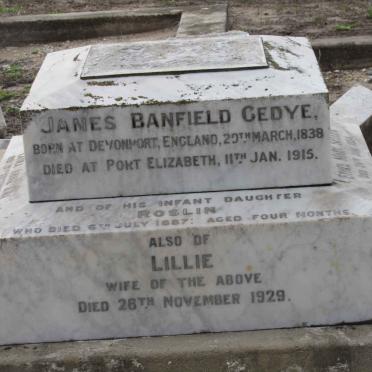 JAMES BANFIELD GEDYE,
BORN AT DEVONPORT, ENGLAND, 20TH MARCH, 1838
DIED AT PORT ELIZABETH, 11TH JAN. 1915.
AND OF HIS INFANT DAUGHTER
ROSLIN
WHO DIED 6TH JULY 1887: AGED FOUR MONTHS
ALSO OF
LILLIE
WIFE OF THE ABOVE
DIED 26TH NOVEMBER 1929.